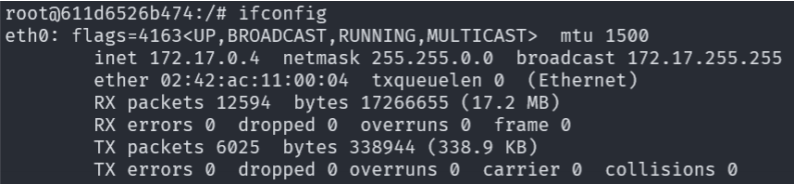 root@611d6526b474:/# ifconfig
eth0: flags=4163<UP,BROADCAST,RUNNING,MULTICAST>  mtu 1500
        inet 172.17.0.4  netmask 255.255.0.0  broadcast 172.17.255.255
        ether 02:42:ac:11:00:04  txqueuelen 0  (Ethernet)
        RX packets 12594  bytes 17266655 (17.2 MB)
        RX errors 0  dropped 0  overruns 0  frame 0
        TX packets 6025  bytes 338944 (338.9 KB)
        TX errors 0  dropped 0 overruns 0  carrier 0  collisions 0